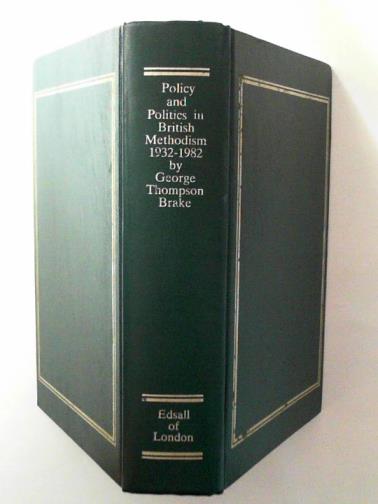 Policy
and
Politics in
British
Methodism
1932-1982
by
George
Thompson
Brake
Edsall
of
London